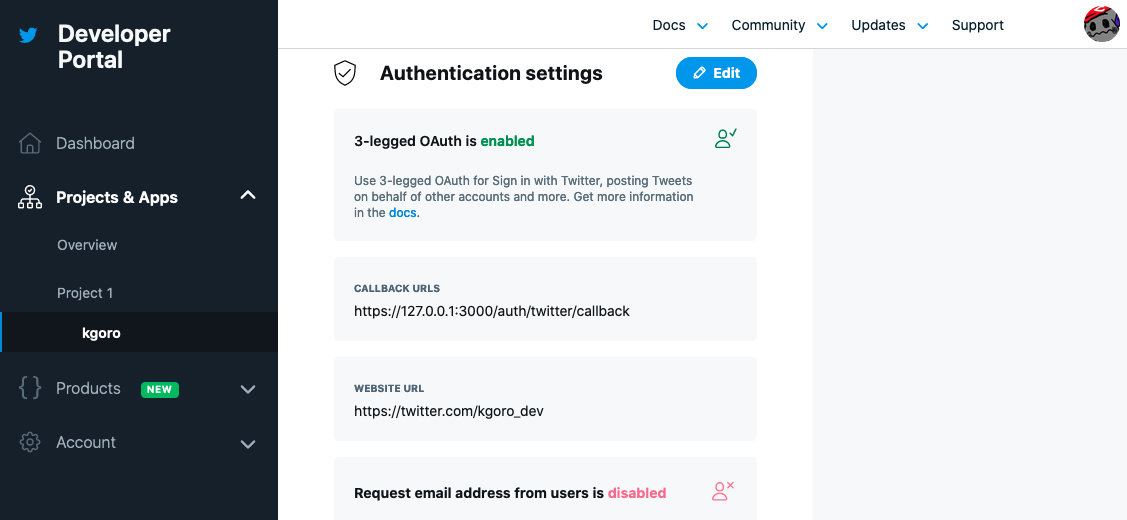 Developer
Portal
Docs
Community
Updates
Support
Dashboard
Projects & Apps
Overview
Project 1
kgoro
Products
NEW
Account
Authentication settings
Edit
3-legged OAuth is enabled
Use 3-legged OAuth for Sign in with Twitter, posting Tweets
on behalf of other accounts and more. Get more information
in the docs.
CALLBACK URLS
https://127.0.0.1:3000/auth/twitter/callback
WEBSITE URL
https://twitter.com/kgoro_dev
Request email address from users is disabled